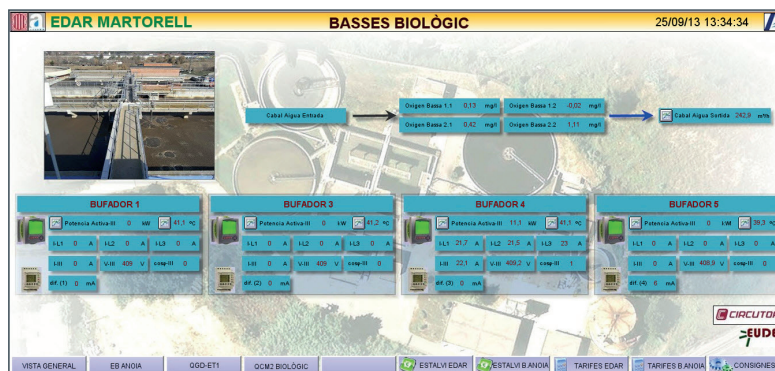 EDAR MARTORELL
BASSES BIOLÒGIC
25/09/13 13:34:34
Oxigen Bassa 1.1 0,13 mg/l
Oxigen Bassa 1.2 -0,02 mg/l
Cabal Aigua Entrada
Cabal Aigua Sortida 242,9 m³/h
Oxigen Bassa 2.1 0,42 mg/l
Oxigen Bassa 2.2 1,11 mg/l
BUFADOR 1
Potencia Activa-III 0 kW 41,1 ºC
I-L1 0 A I-L2 0 A I-L3 0 A
I-III 0 A V-III 409 V cosφ-III 0
dif. (1) 0 mA
BUFADOR 3
Potencia Activa-III 0 kW 41,2 ºC
I-L1 0 A I-L2 0 A I-L3 0 A
I-III 0 A V-III 409 V cosφ-III 0
dif. (2) 0 mA
BUFADOR 4
Potencia Activa-III 11,1 kW 41,1 ºC
I-L1 21,7 A I-L2 21,5 A I-L3 23 A
I-III 22,1 A V-III 409,2 V cosφ-III 1
dif. (3) 0 mA
BUFADOR 5
Potencia Activa-III 0 kW 39,3 ºC
I-L1 0 A I-L2 0 A I-L3 0 A
I-III 0 A V-III 408,9 V cosφ-III 0
dif. (4) 6 mA
CIRCUTOR
EUDE
VISTA GENERAL
EB ANOIA
QGD-ET1
QCM2 BIOLÒGIC
ESTALVI EDAR
ESTALVI B.ANOIA
TARIFES EDAR
TARIFES B.ANOIA
CONSIGNES